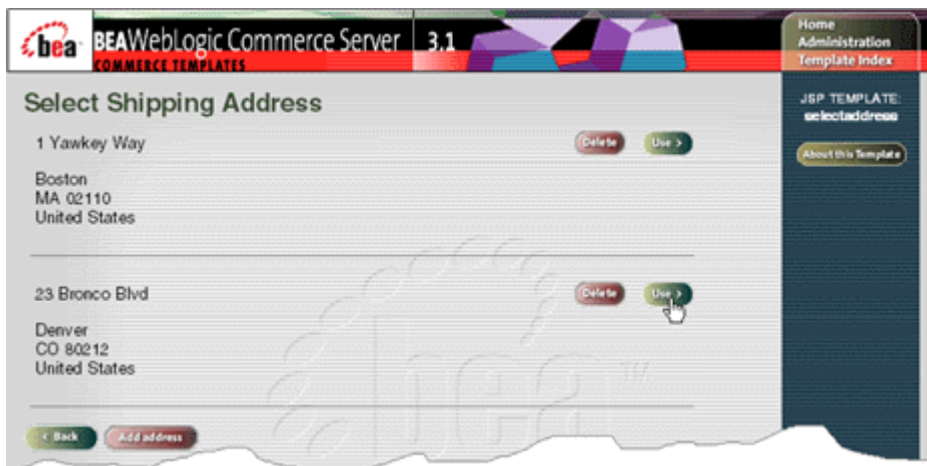 bea
BEAWebLogic Commerce Server 3.1
COMMERCE TEMPLATES
Home
Administration
Template Index
JSP TEMPLATE:
selectaddress
About this Template
Select Shipping Address
1 Yawkey Way
Delete Use >
Boston
MA 02110
United States
23 Bronco Blvd
Delete Use >
Denver
CO 80212
United States
bea TM
< Back Add address